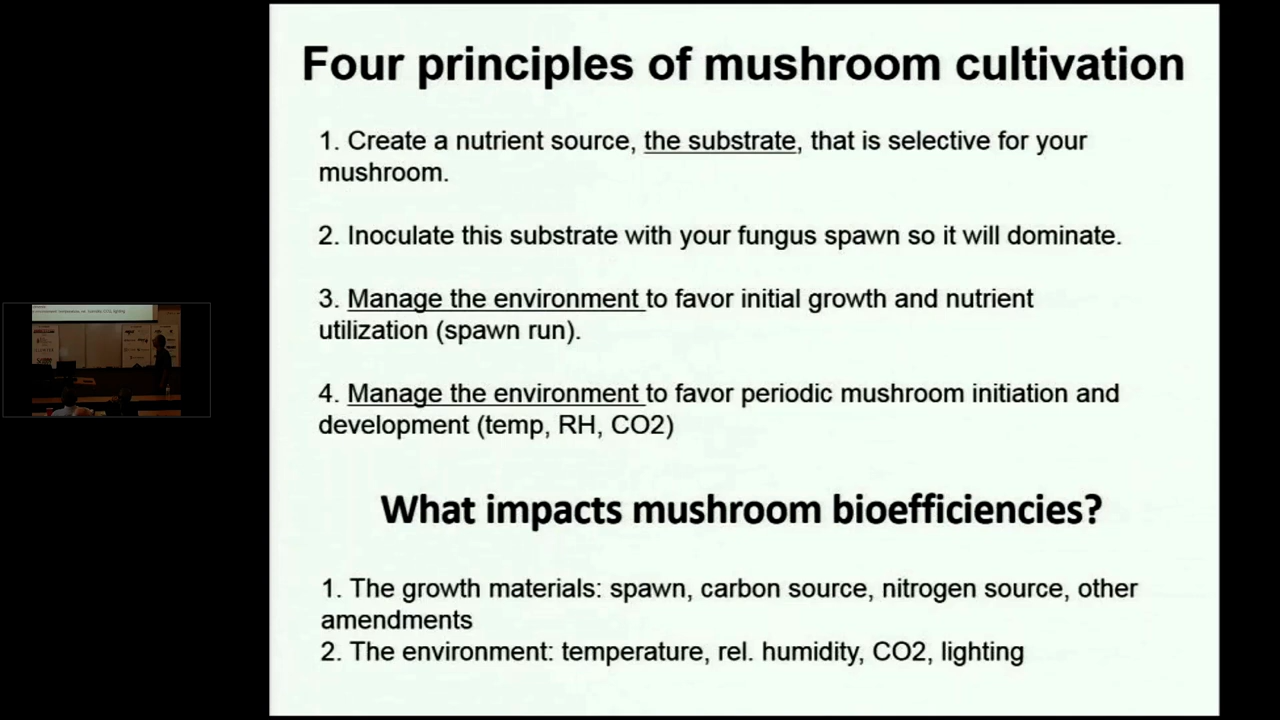 Four principles of mushroom cultivation
1. Create a nutrient source, the substrate, that is selective for your
mushroom.
2. Inoculate this substrate with your fungus spawn so it will dominate.
3. Manage the environment to favor initial growth and nutrient
utilization (spawn run).
4. Manage the environment to favor periodic mushroom initiation and
development (temp, RH, CO2)
What impacts mushroom bioefficiencies?
1. The growth materials: spawn, carbon source, nitrogen source, other
amendments
2. The environment: temperature, rel. humidity, CO2, lighting